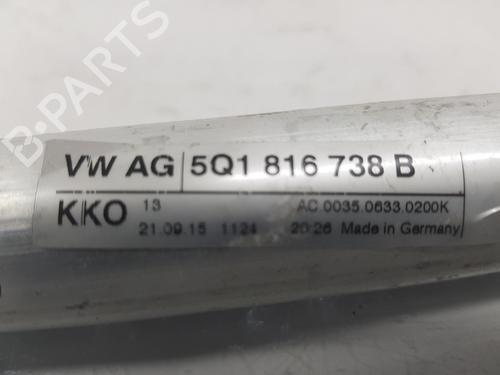 B-PARTS
VW AG 5Q1 816 738 B
KKO 13 AC.0035.0633.0200K
21.09.15 1124 20:26 Made in Germany